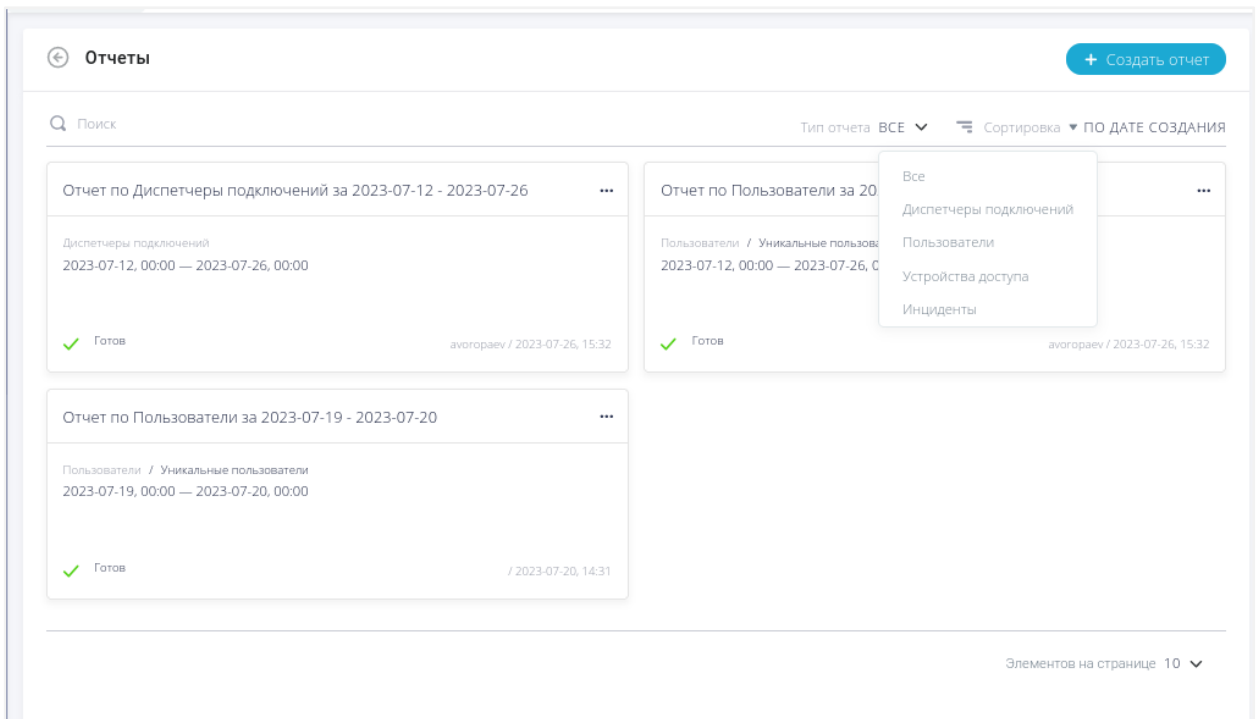 Отчеты
+ Создать отчет
Поиск
Тип отчета ВСЕ
Сортировка ПО ДАТЕ СОЗДАНИЯ
Все
Диспетчеры подключений
Пользователи
Устройства доступа
Инциденты
Отчет по Диспетчеры подключений за 2023-07-12 - 2023-07-26
Диспетчеры подключений
2023-07-12, 00:00 — 2023-07-26, 00:00
Готов
avoropaev / 2023-07-26, 15:32
Отчет по Пользователи за 20
Пользователи / Уникальные пользова
2023-07-12, 00:00 — 2023-07-26, 0
Готов
avoropaev / 2023-07-26, 15:32
Отчет по Пользователи за 2023-07-19 - 2023-07-20
Пользователи / Уникальные пользователи
2023-07-19, 00:00 — 2023-07-20, 00:00
Готов
/ 2023-07-20, 14:31
Элементов на странице 10